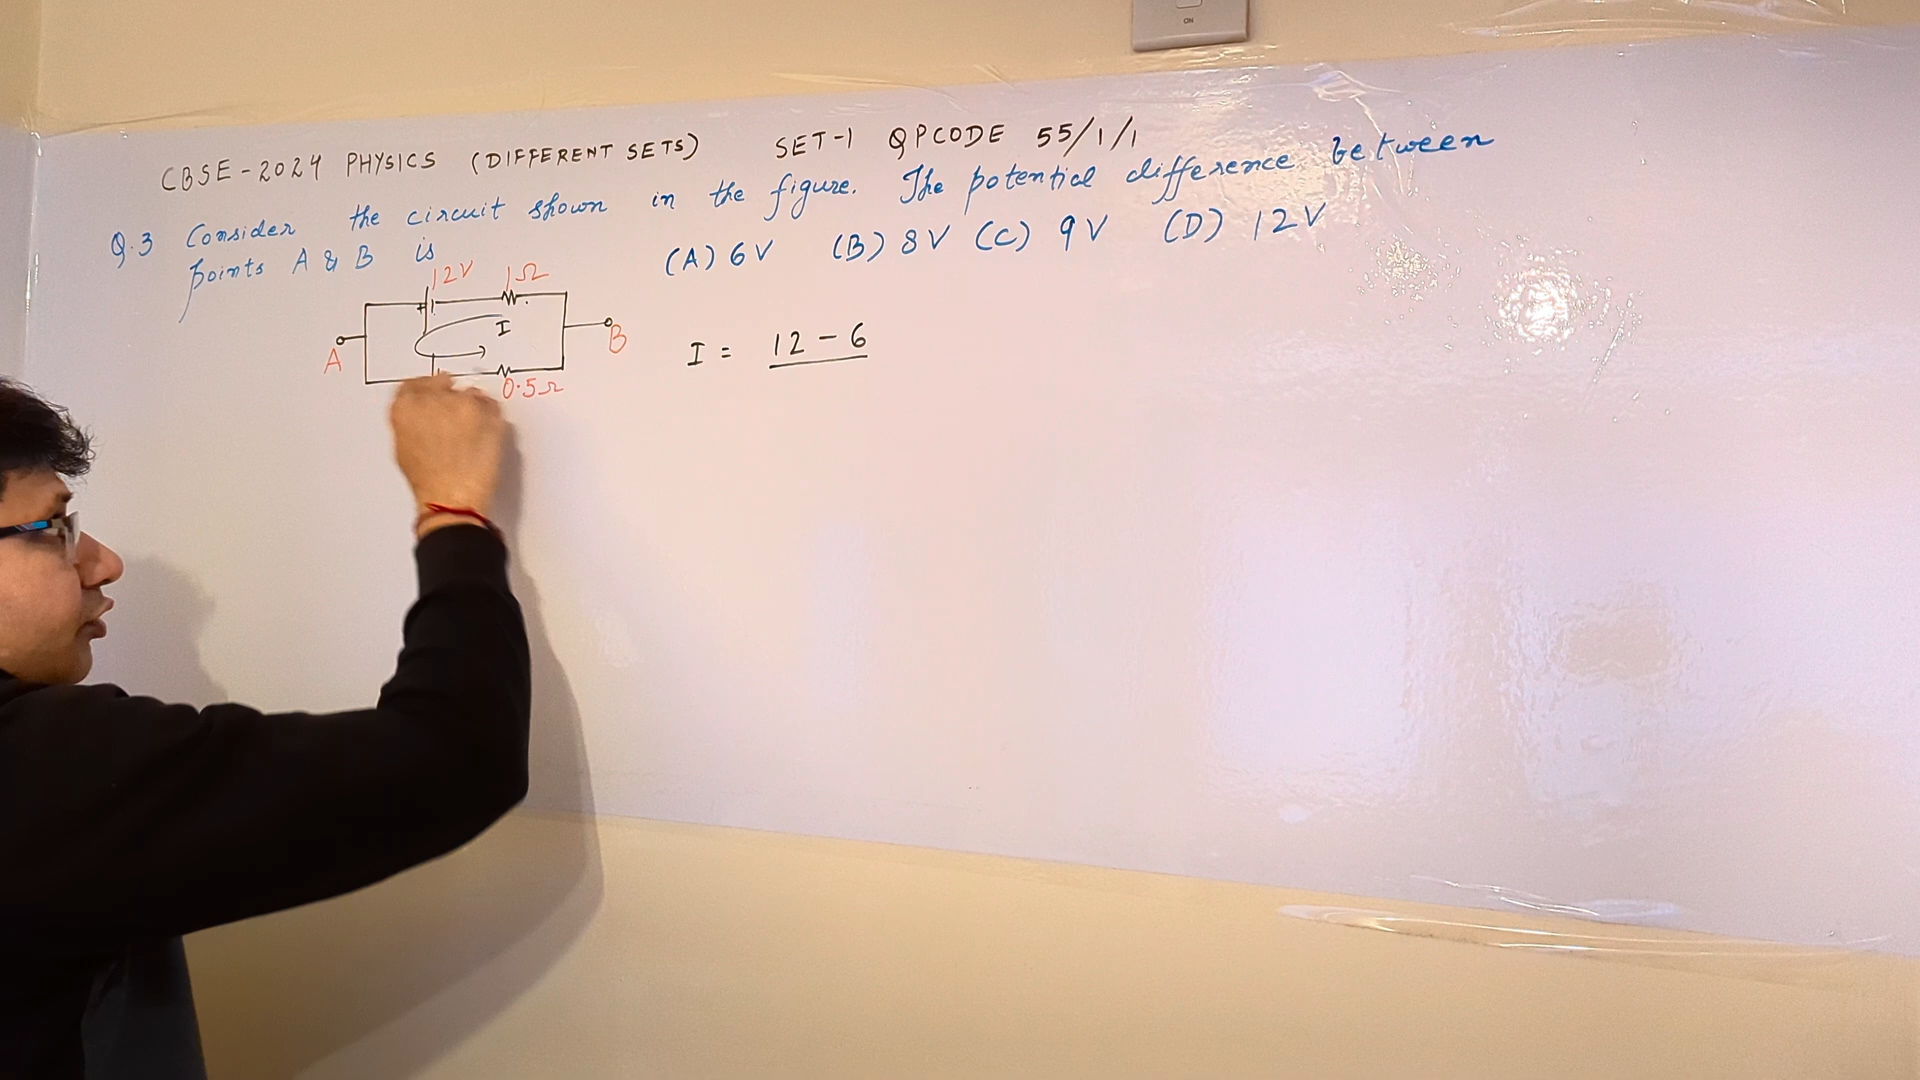 ON
CBSE-2024 PHYSICS (DIFFERENT SETS) SET-1 QPCODE 55/1/1
Q.3 Consider the circuit shown in the figure. The potential difference between
points A & B is (A) 6V (B) 8V (C) 9V (D) 12V
12V 1Ω
+
I
A B
0.5Ω
I = 12 - 6